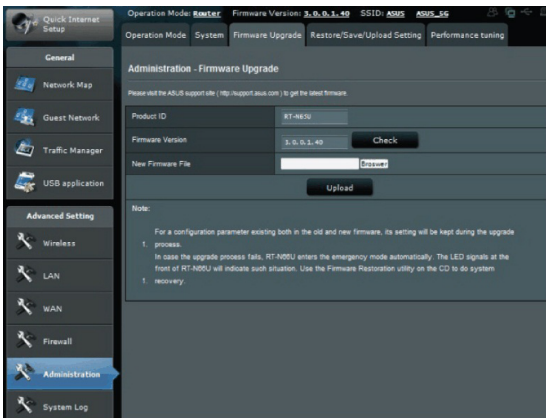 Quick Internet
Setup
Operation Mode: Router Firmware Version: 3.0.0.1.40 SSID: ASUS ASUS_5G
Operation Mode System Firmware Upgrade Restore/Save/Upload Setting Performance tuning
General
Network Map
Guest Network
Traffic Manager
USB application
Advanced Setting
Wireless
LAN
WAN
Firewall
Administration
System Log
Administration - Firmware Upgrade
Please visit the ASUS support site ( http://support.asus.com ) to get the latest firmware.
Product ID RT-N65U
Firmware Version 3.0.0.1.40 Check
New Firmware File Browser
Upload
Note:
For a configuration parameter existing both in the old and new firmware, its setting will be kept during the upgrade
1. process.
In case the upgrade process fails, RT-N66U enters the emergency mode automatically. The LED signals at the
front of RT-N66U will indicate such situation. Use the Firmware Restoration utility on the CD to do system
1. recovery.